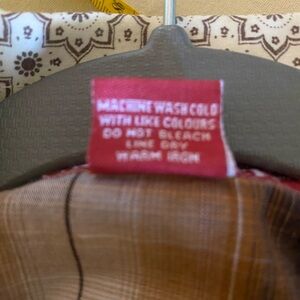 MACHINE WASH COLD
WITH LIKE COLOURS
DO NOT BLEACH
LINE DRY
WARM IRON